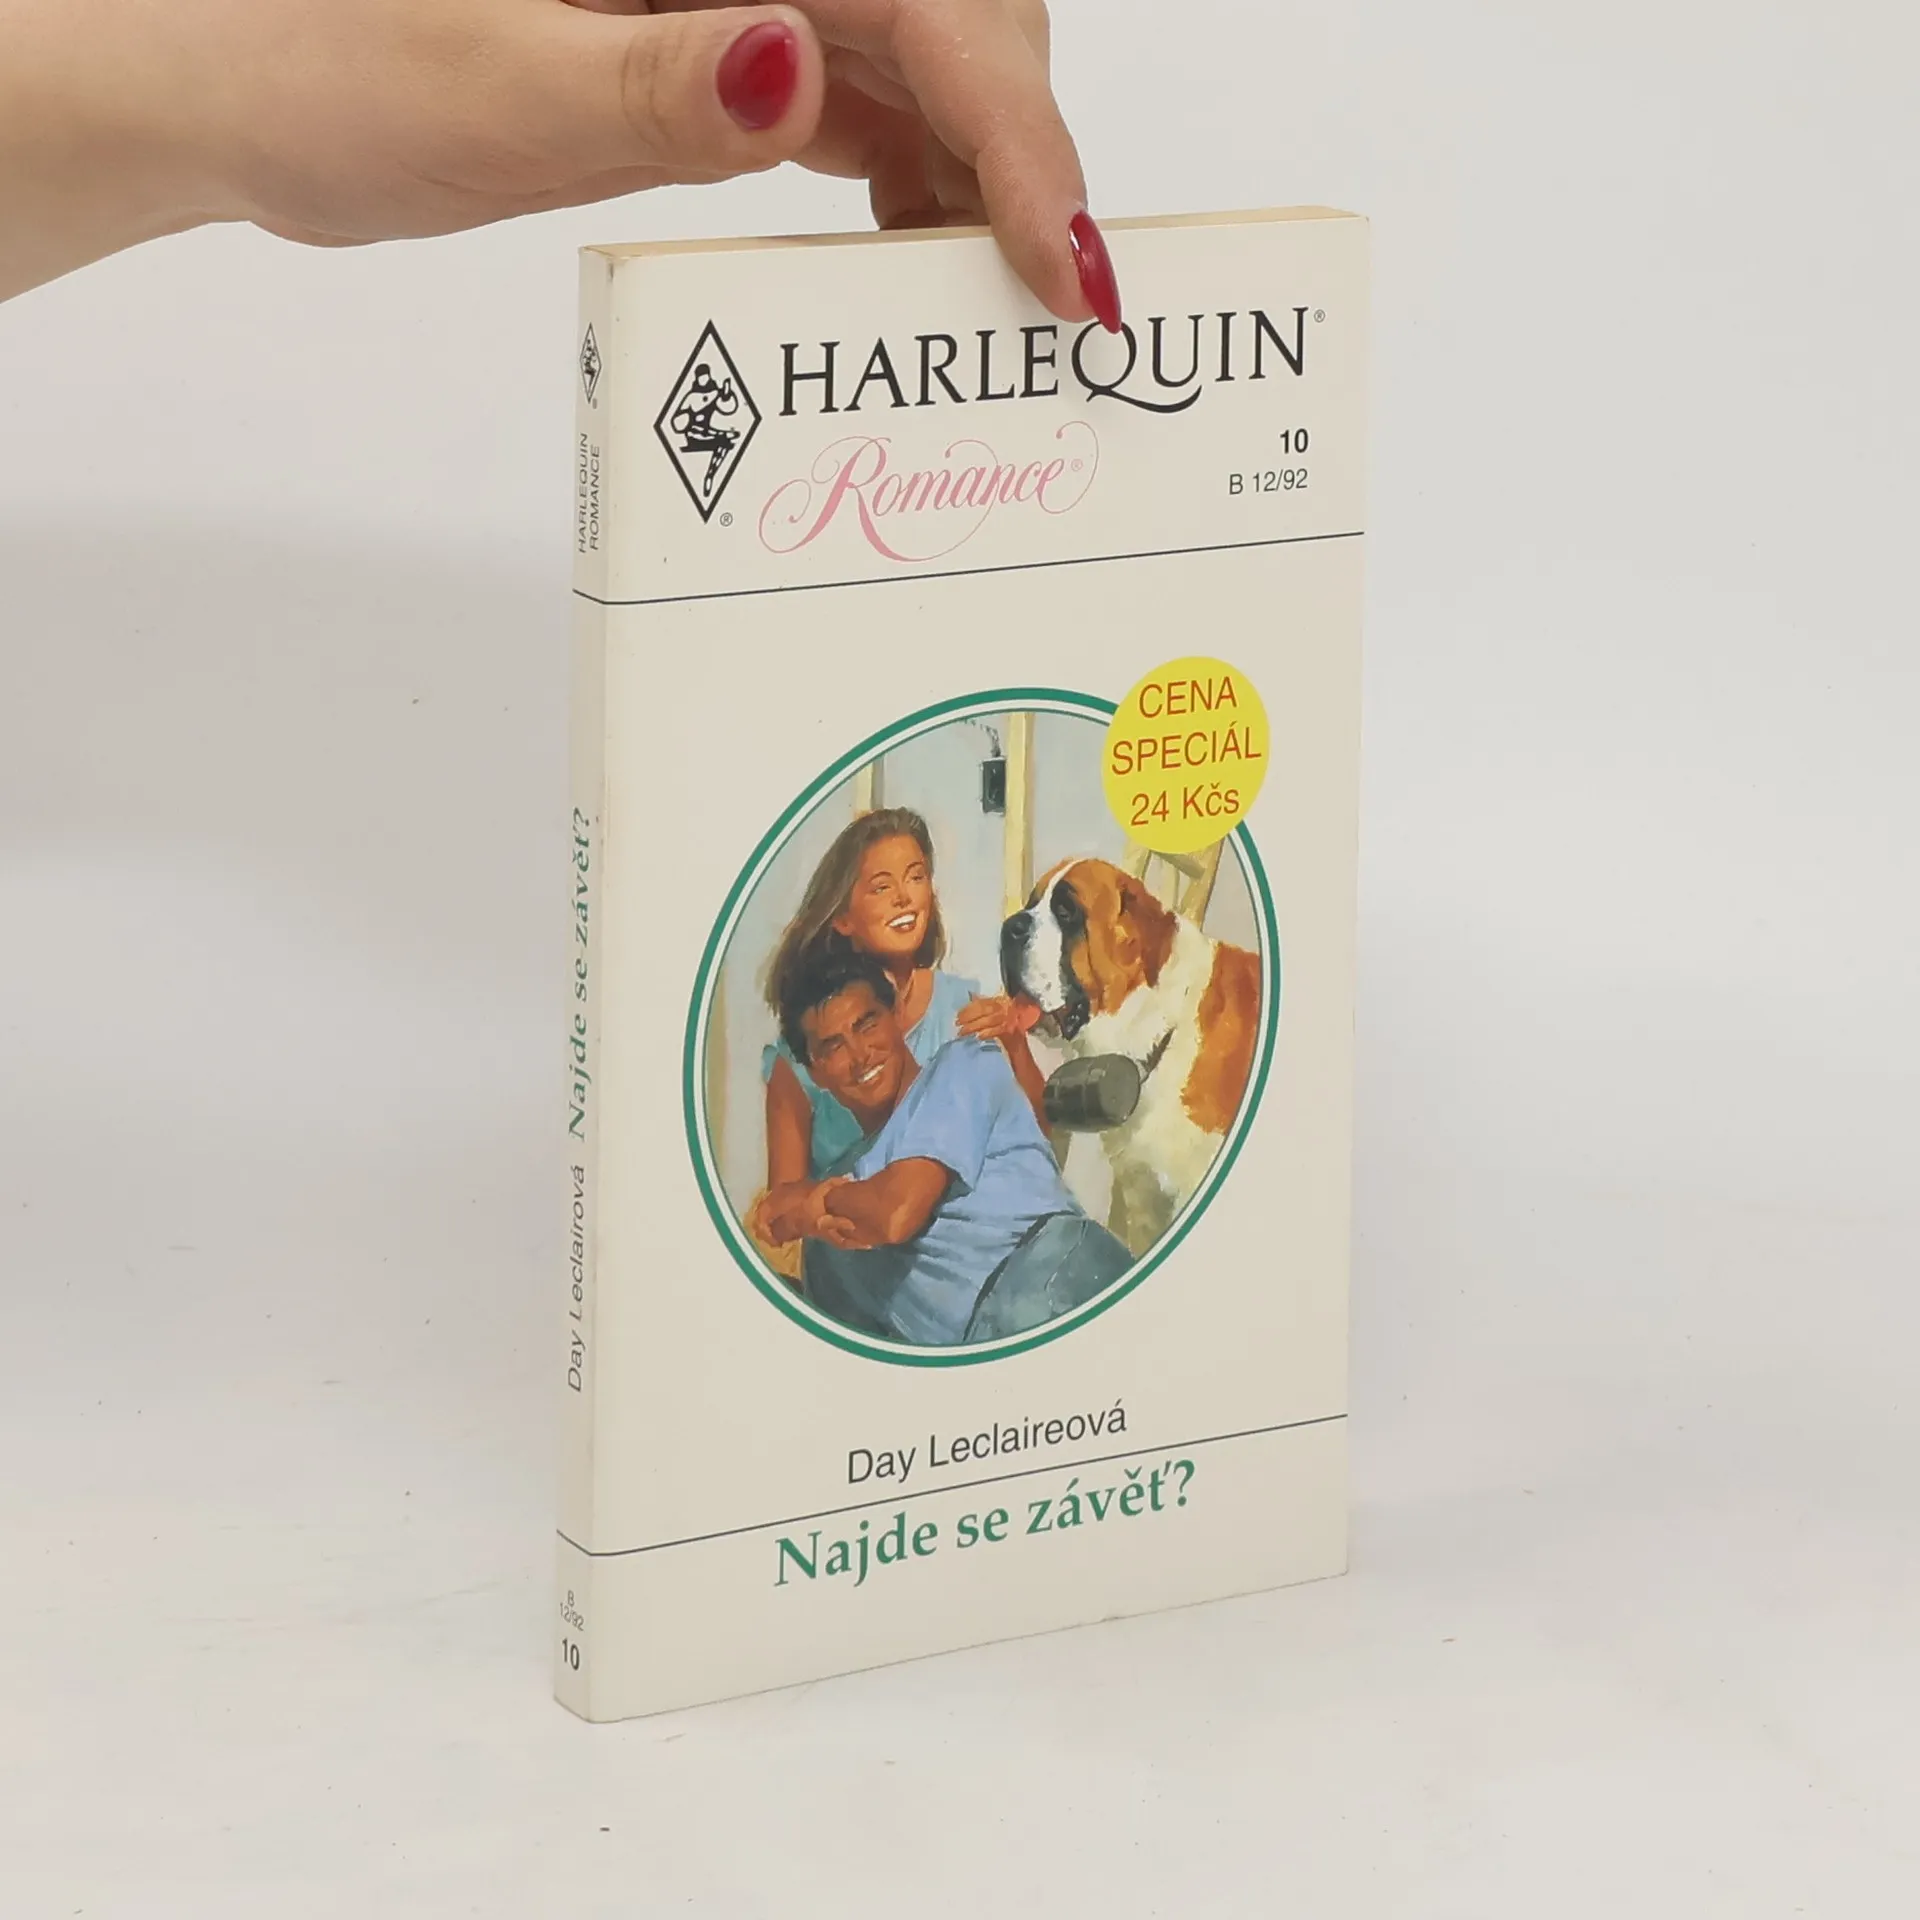 HARLEQUIN®
Romance®
®
10
B 12/92
CENA
SPECIÁL
24 Kčs
Day Leclaireová
Najde se závěť?
®
HARLEQUIN
ROMANCE
Day Leclairová Najde se závěť?
B
12/92
10